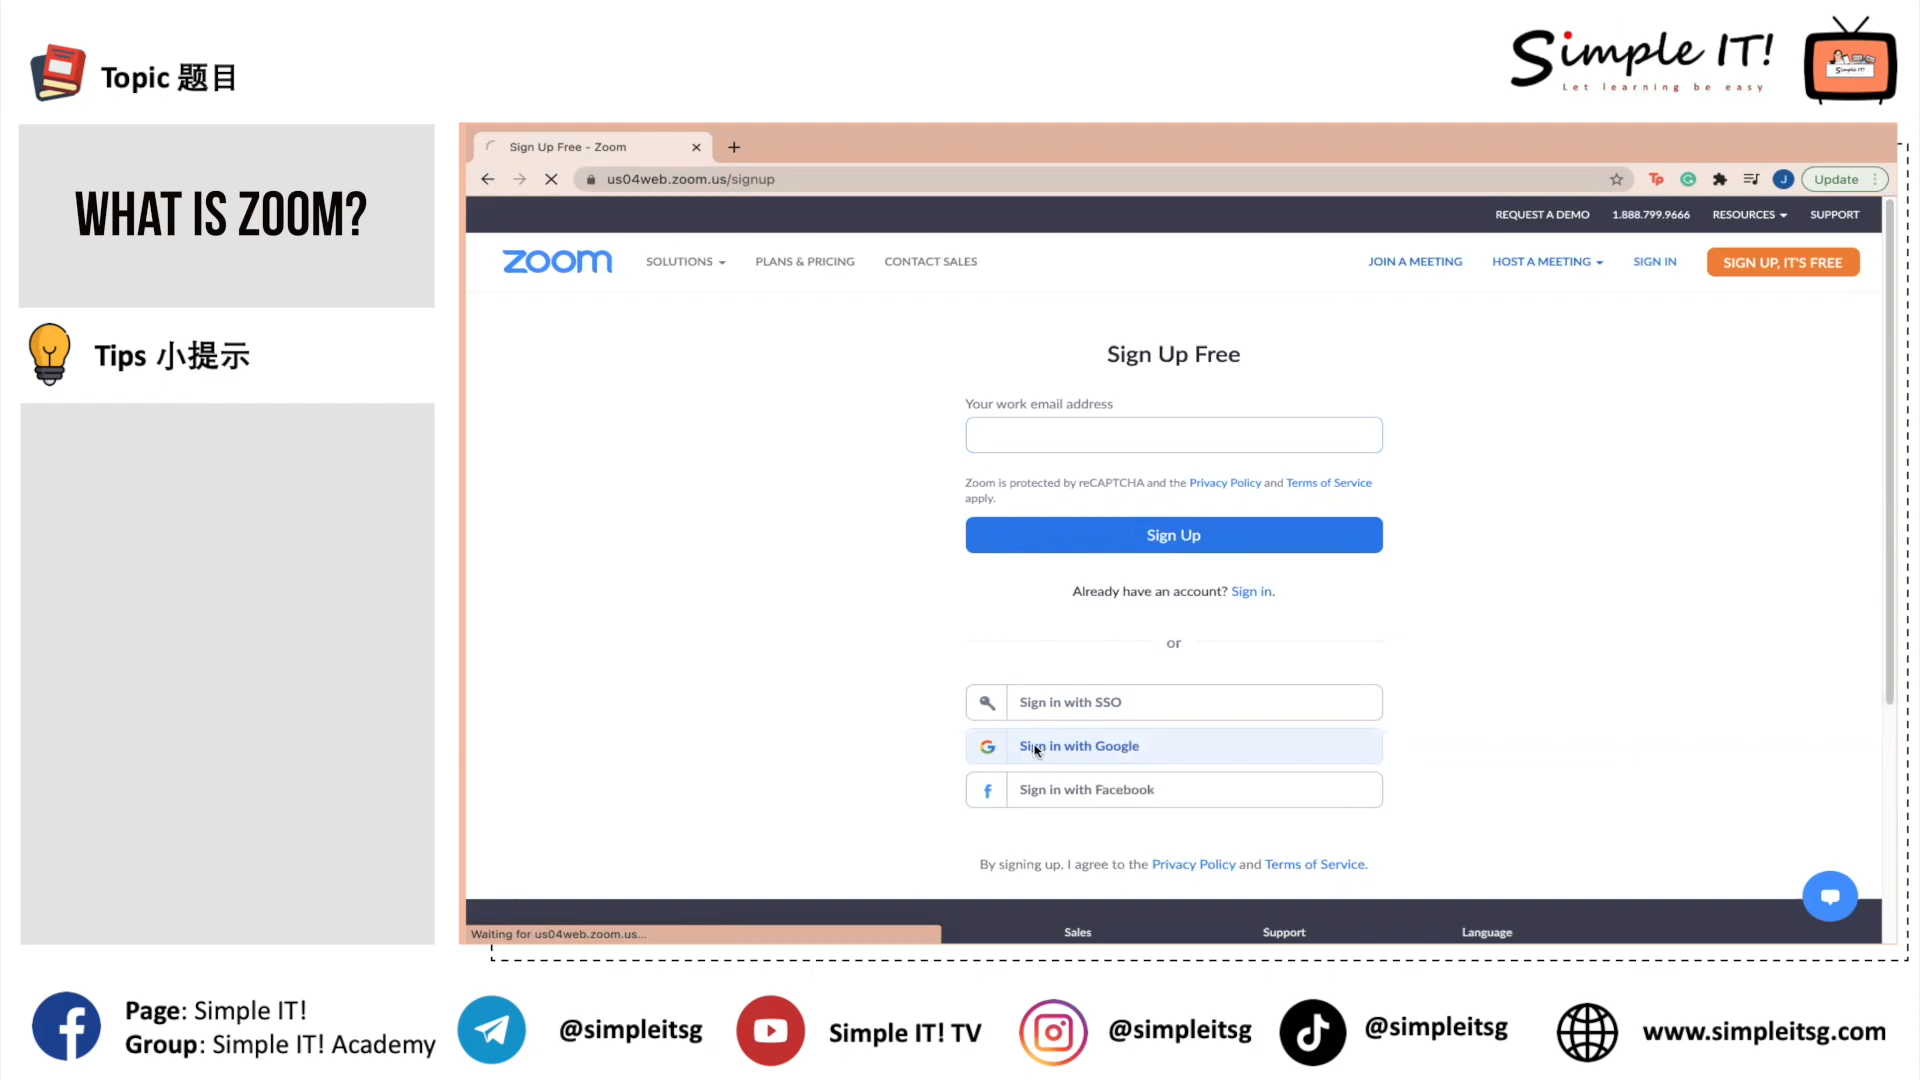 Topic 题目
Simple IT!
Let learning be easy
Simple IT!
WHAT IS ZOOM?
Tips 小提示
Sign Up Free - Zoom
us04web.zoom.us/signup
Tp
J
Update
REQUEST A DEMO 1.888.799.9666 RESOURCES SUPPORT
zoom SOLUTIONS PLANS & PRICING CONTACT SALES JOIN A MEETING HOST A MEETING SIGN IN SIGN UP, IT'S FREE
Sign Up Free
Your work email address
Zoom is protected by reCAPTCHA and the Privacy Policy and Terms of Service
apply.
Sign Up
Already have an account? Sign in.
or
Sign in with SSO
Sign in with Google
Sign in with Facebook
By signing up, I agree to the Privacy Policy and Terms of Service.
Waiting for us04web.zoom.us...
Sales Support Language
Page: Simple IT!
Group: Simple IT! Academy
@simpleitsg
Simple IT! TV
@simpleitsg
@simpleitsg
www.simpleitsg.com